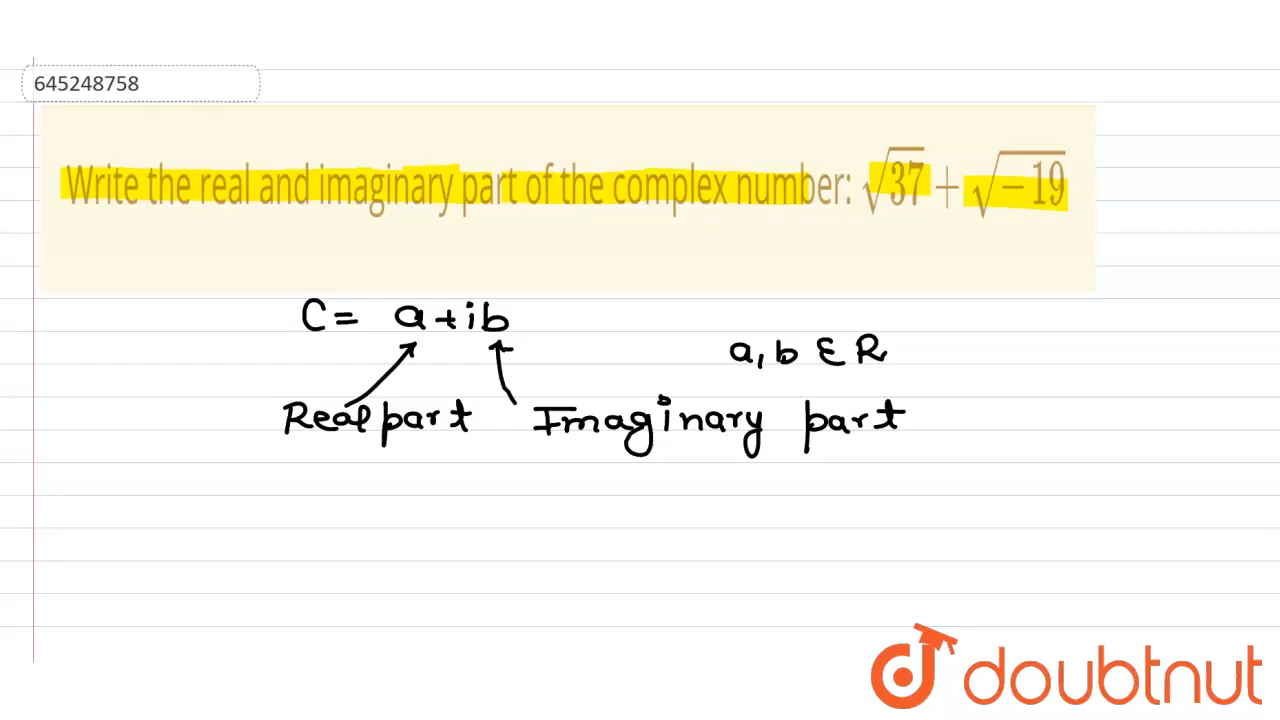 645248758
Write the real and imaginary part of the complex number: √37 + √−19
C = a + ib
a, b ∈ R
Real part Imaginary part
doubtnut